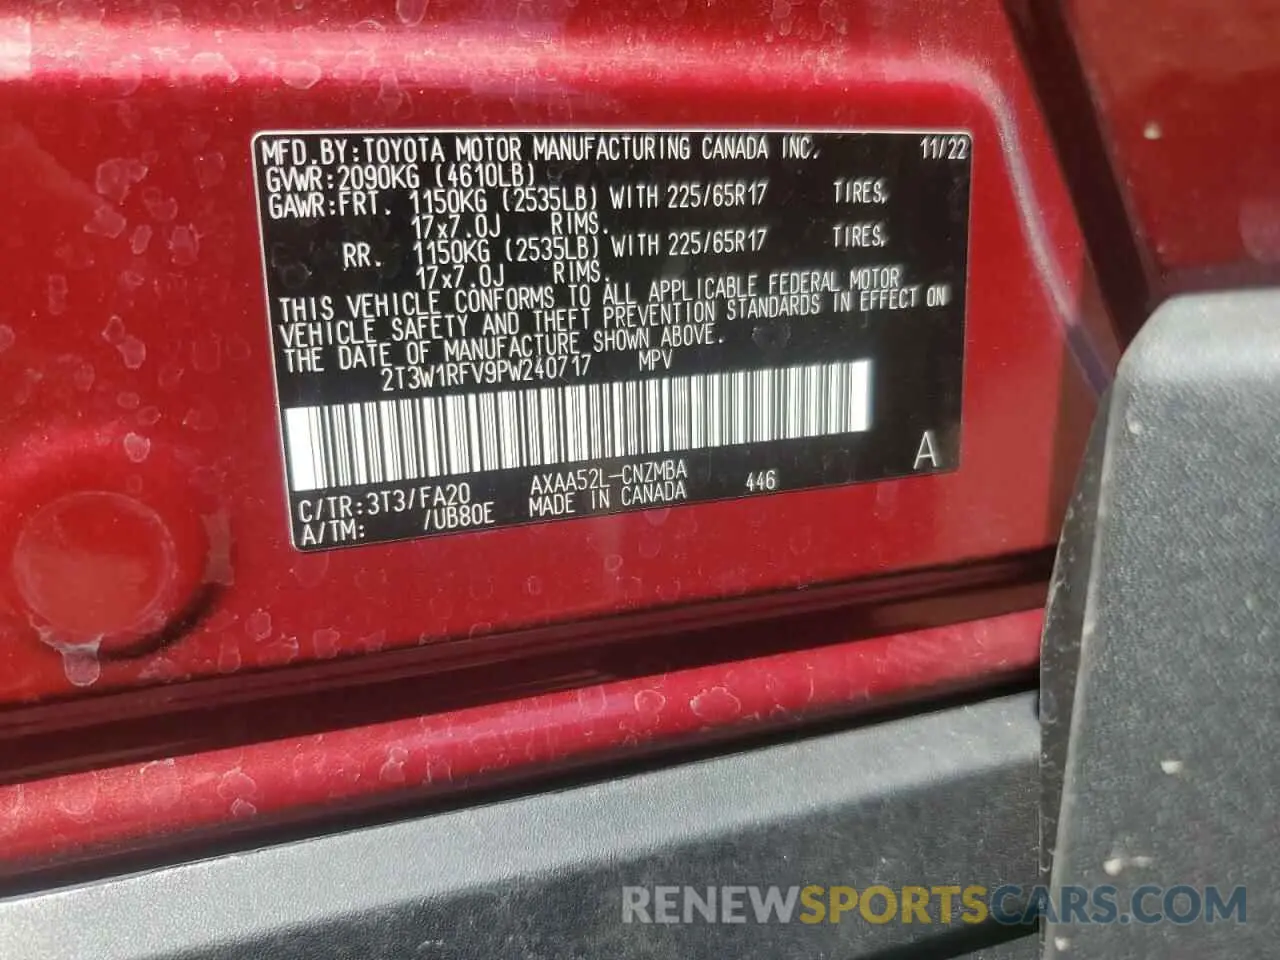 MFD.BY:TOYOTA MOTOR MANUFACTURING CANADA INC. 11/22
GVWR:2090KG (4610LB)
GAWR:FRT. 1150KG (2535LB) WITH 225/65R17 TIRES,
17x7.0J RIMS.
RR. 1150KG (2535LB) WITH 225/65R17 TIRES,
17x7.0J RIMS.
THIS VEHICLE CONFORMS TO ALL APPLICABLE FEDERAL MOTOR
VEHICLE SAFETY AND THEFT PREVENTION STANDARDS IN EFFECT ON
THE DATE OF MANUFACTURE SHOWN ABOVE.
2T3W1RFV9PW240717 MPV
A
C/TR:3T3/FA20 AXAA52L-CNZMBA 446
A/TM: /UB80E MADE IN CANADA
RENEWSPORTSCARS.COM